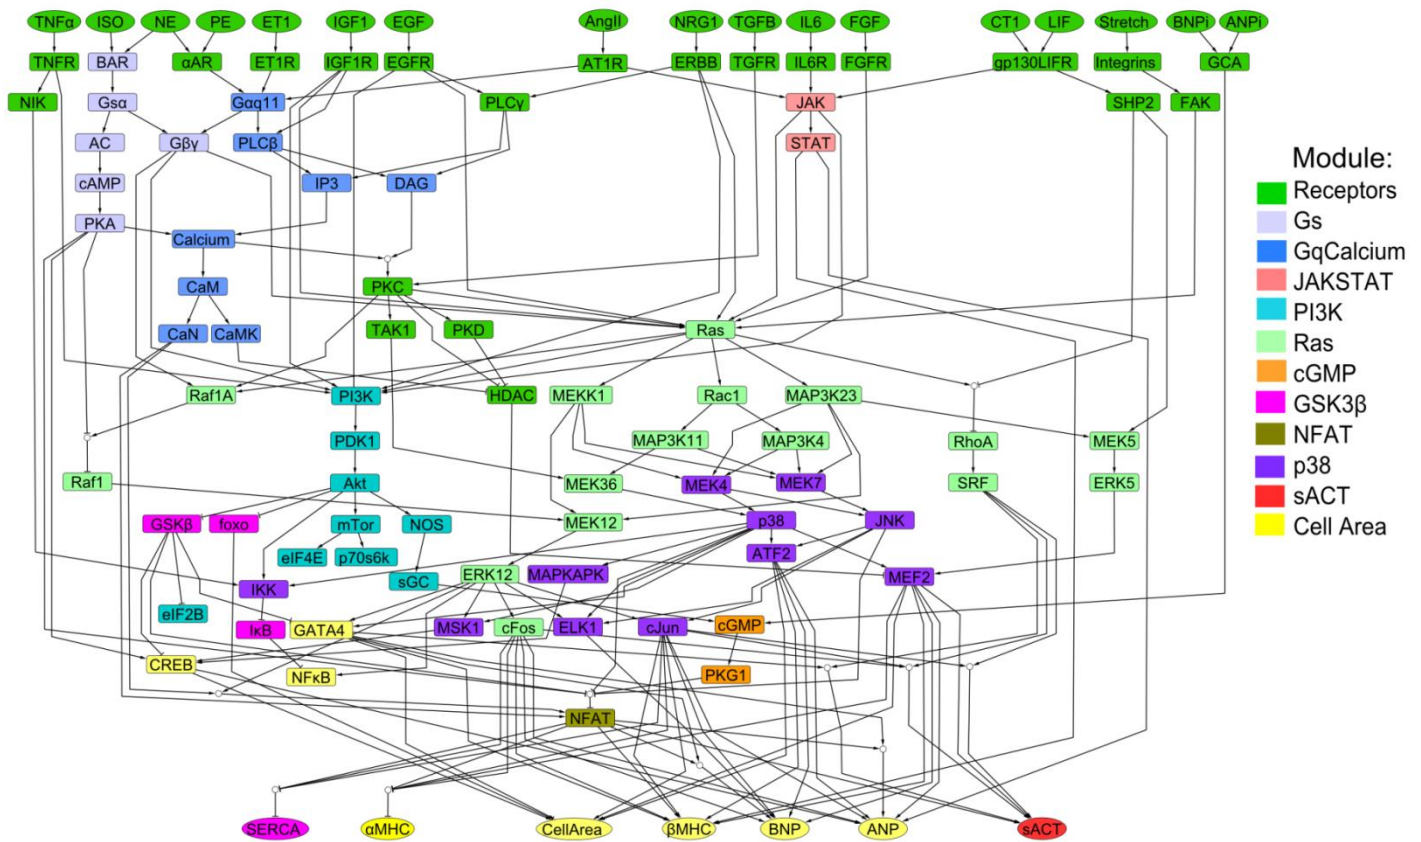 TNFα ISO NE PE ET1 IGF1 EGF AngII NRG1 TGFB IL6 FGF CT1 LIF Stretch BNPi ANPi
TNFR BAR αAR ET1R IGF1R EGFR AT1R ERBB TGFR IL6R FGFR gp130LIFR Integrins GCA
NIK Gsα Gαq11 PLCγ JAK SHP2 FAK
AC Gβγ PLCβ STAT
Module:
cAMP IP3 DAG
Receptors
PKA
Gs
Calcium
GqCalcium
CaM PKC
JAKSTAT
CaN CaMK TAK1 PKD Ras
PI3K
Ras
Raf1A PI3K HDAC MEKK1 Rac1 MAP3K23
cGMP
GSK3β
PDK1 MAP3K11 MAP3K4 RhoA MEK5
NFAT
Raf1 Akt MEK36 MEK4 MEK7 SRF ERK5
p38
GSKβ foxo mTor NOS MEK12 p38 JNK
sACT
Cell Area
eIF4E p70s6k ATF2
IKK sGC ERK12 MAPKAPK MEF2
eIF2B
IκB GATA4 MSK1 cFos ELK1 cJun cGMP
CREB NFκB PKG1
NFAT
SERCA αMHC CellArea βMHC BNP ANP sACT